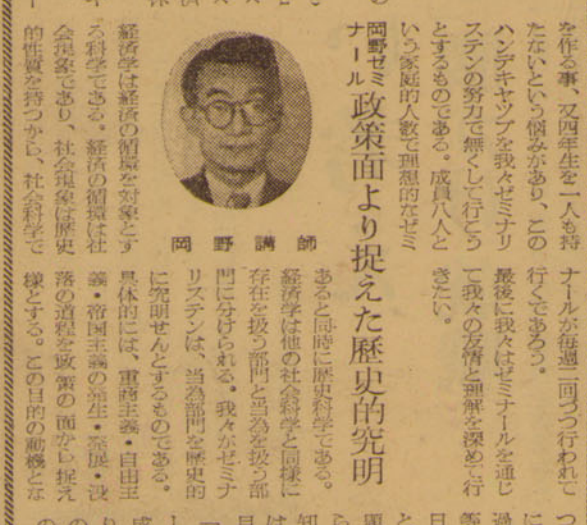 を作る事、及四年生を一人も持
たないという悩みがあり、この
ハンデキヤツプを我々ゼミナリ
ステンの努力で無くして行こう
とするものである。成員八人と
いう家庭的人数で理想的なゼミ
ナールが毎週二回づつ行われて
行くであろう。
最後に我々はゼミナールを通じ
て我々の友情と理解を深めて行
きたい。
岡野ゼミ
ナール
政策面より捉えた歴史的究明
岡野講師
経済学は経済の循環を対象とす
る科学である。経済の循環は社
会現象であり、社会現象は歴史
的性質を持つから、社会科学で
あると同時に歴史科学である。
経済学は他の社会科学と同様に
存在を扱う部門と当為を扱う部
門に分けられる。我々がゼミナ
リステンは、当為部門を歴史的
に究明せんとするものである。
具体的には、重商主義・自由主
義・帝国主義の発生・発展・没
落の道程を政策の面から捉え
様とする。この目的の動機とな